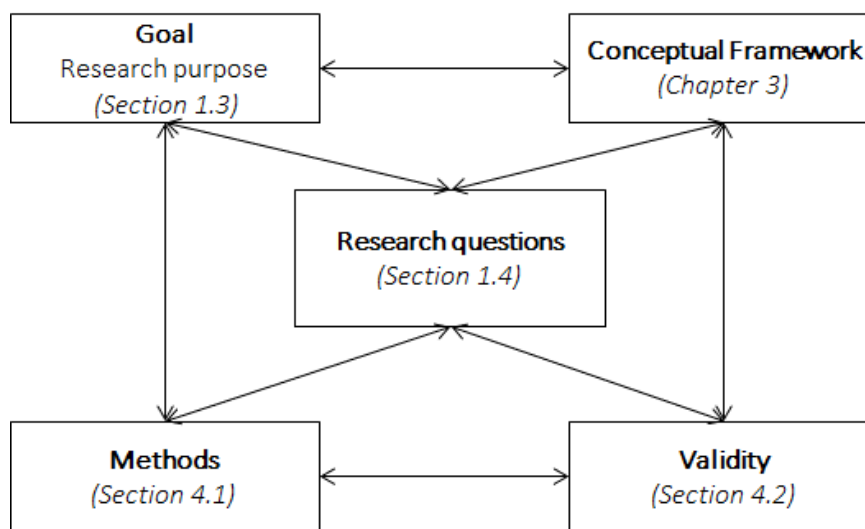 Goal
Research purpose
(Section 1.3)
Conceptual Framework
(Chapter 3)
Research questions
(Section 1.4)
Methods
(Section 4.1)
Validity
(Section 4.2)